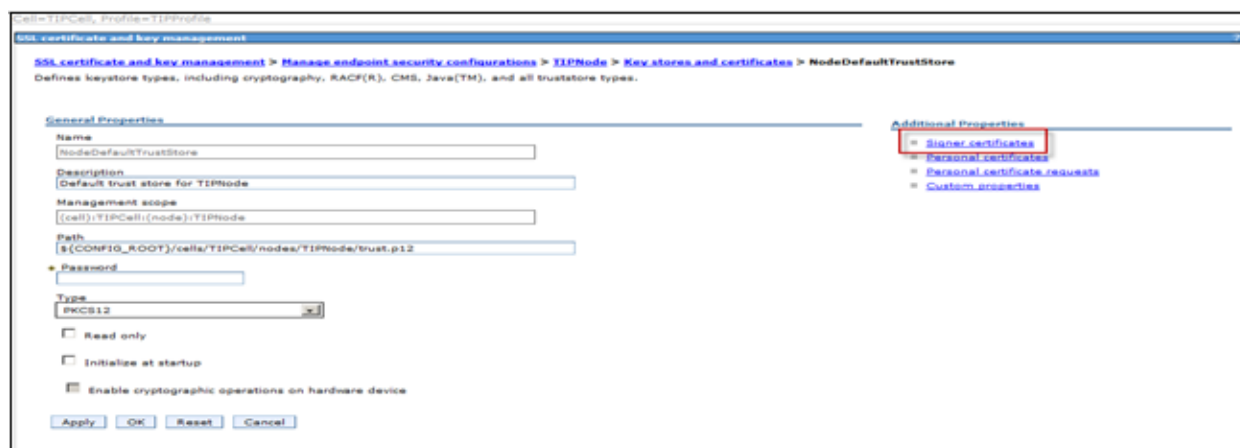 Cell=TIPCell, Profile=TIPProfile
SSL certificate and key management
?
SSL certificate and key management > Manage endpoint security configurations > TIPNode > Key stores and certificates > NodeDefaultTrustStore
Defines keystore types, including cryptography, RACF(R), CMS, Java(TM), and all truststore types.
General Properties
Name
NodeDefaultTrustStore
Description
Default trust store for TIPNode
Management scope
(cell):TIPCell:(node):TIPNode
Path
${CONFIG_ROOT}/cells/TIPCell/nodes/TIPNode/trust.p12
* Password
Type
PKCS12
Read only
Initialize at startup
Enable cryptographic operations on hardware device
Apply OK Reset Cancel
Additional Properties
Signer certificates
Personal certificates
Personal certificate requests
Custom properties